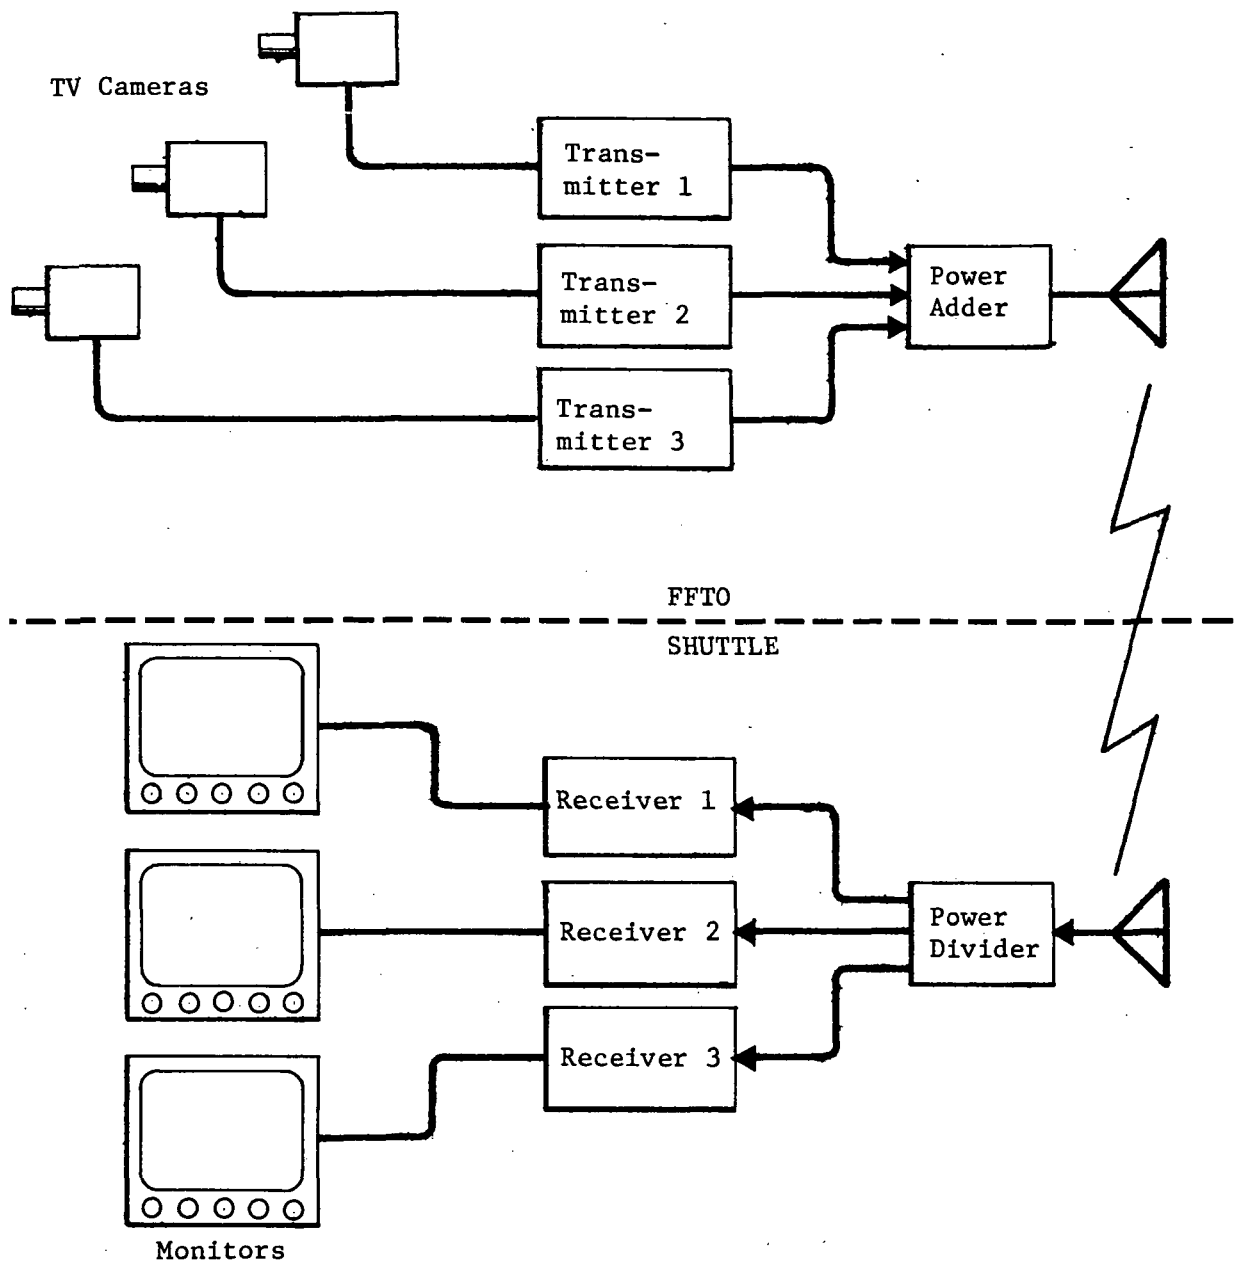 TV Cameras
Trans-
mitter 1
Trans-
mitter 2
Trans-
mitter 3
Power
Adder
FFTO
SHUTTLE
Receiver 1
Receiver 2
Receiver 3
Power
Divider
Monitors